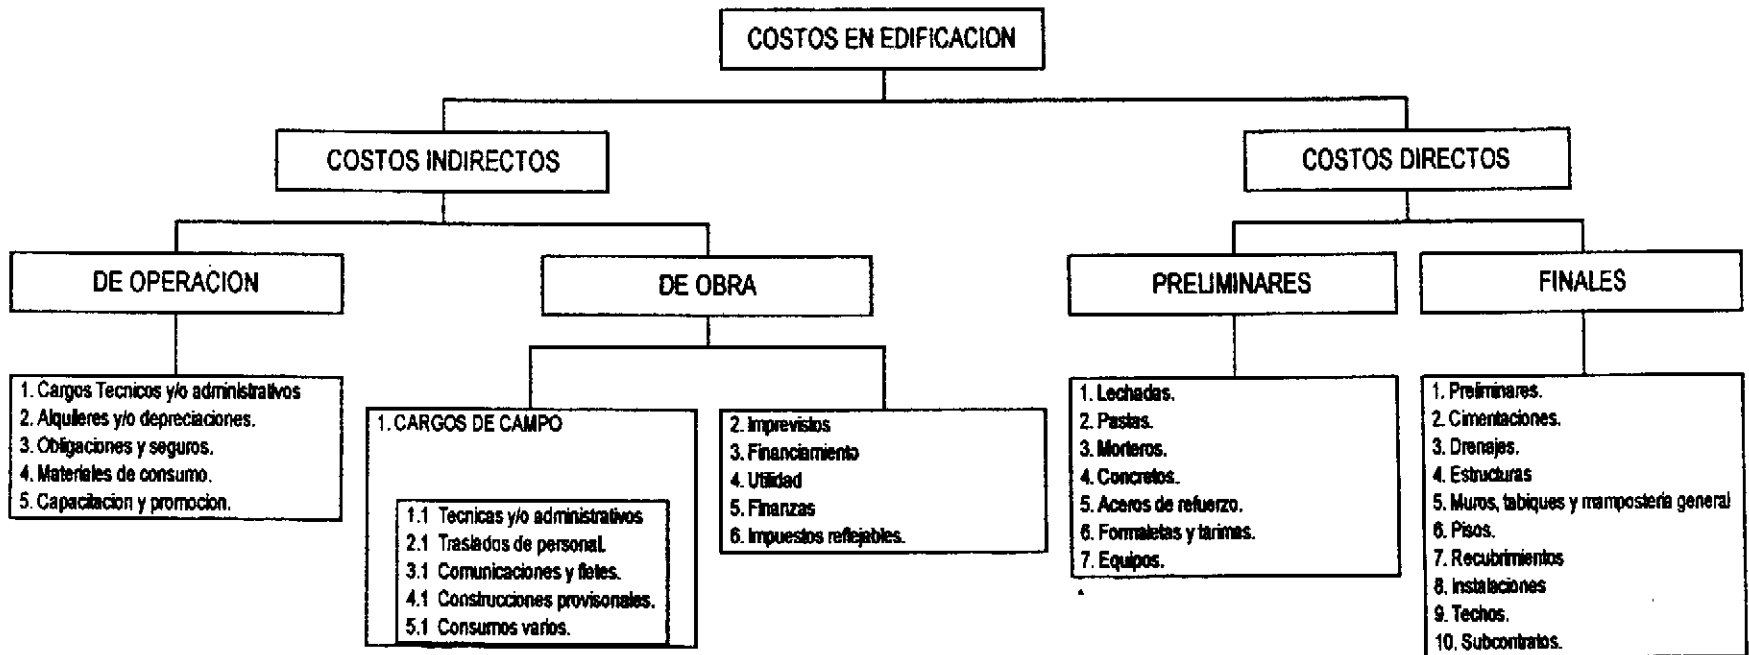 COSTOS EN EDIFICACION
COSTOS INDIRECTOS
COSTOS DIRECTOS
DE OPERACION
DE OBRA
PRELIMINARES
FINALES
1. Cargos Tecnicos y/o administrativos
2. Alquileres y/o depreciaciones.
3. Obligaciones y seguros.
4. Materiales de consumo.
5. Capacitacion y promocion.
1. CARGOS DE CAMPO
1.1 Tecnicas y/o administrativos
2.1 Traslados de personal.
3.1 Comunicaciones y fletes.
4.1 Construcciones provisonales.
5.1 Consumos varios.
2. Imprevistos
3. Financiamiento
4. Utilidad
5. Finanzas
6. Impuestos reflejables.
1. Lechadas.
2. Pastas.
3. Morteros.
4. Concretos.
5. Aceros de refuerzo.
6. Formaletas y tarimas.
7. Equipos.
1. Preliminares.
2. Cimentaciones.
3. Drenajes.
4. Estructuras
5. Muros, tabiques y mamposteria general
6. Pisos.
7. Recubrimientos
8. Instalaciones
9. Techos.
10. Subcontratos.